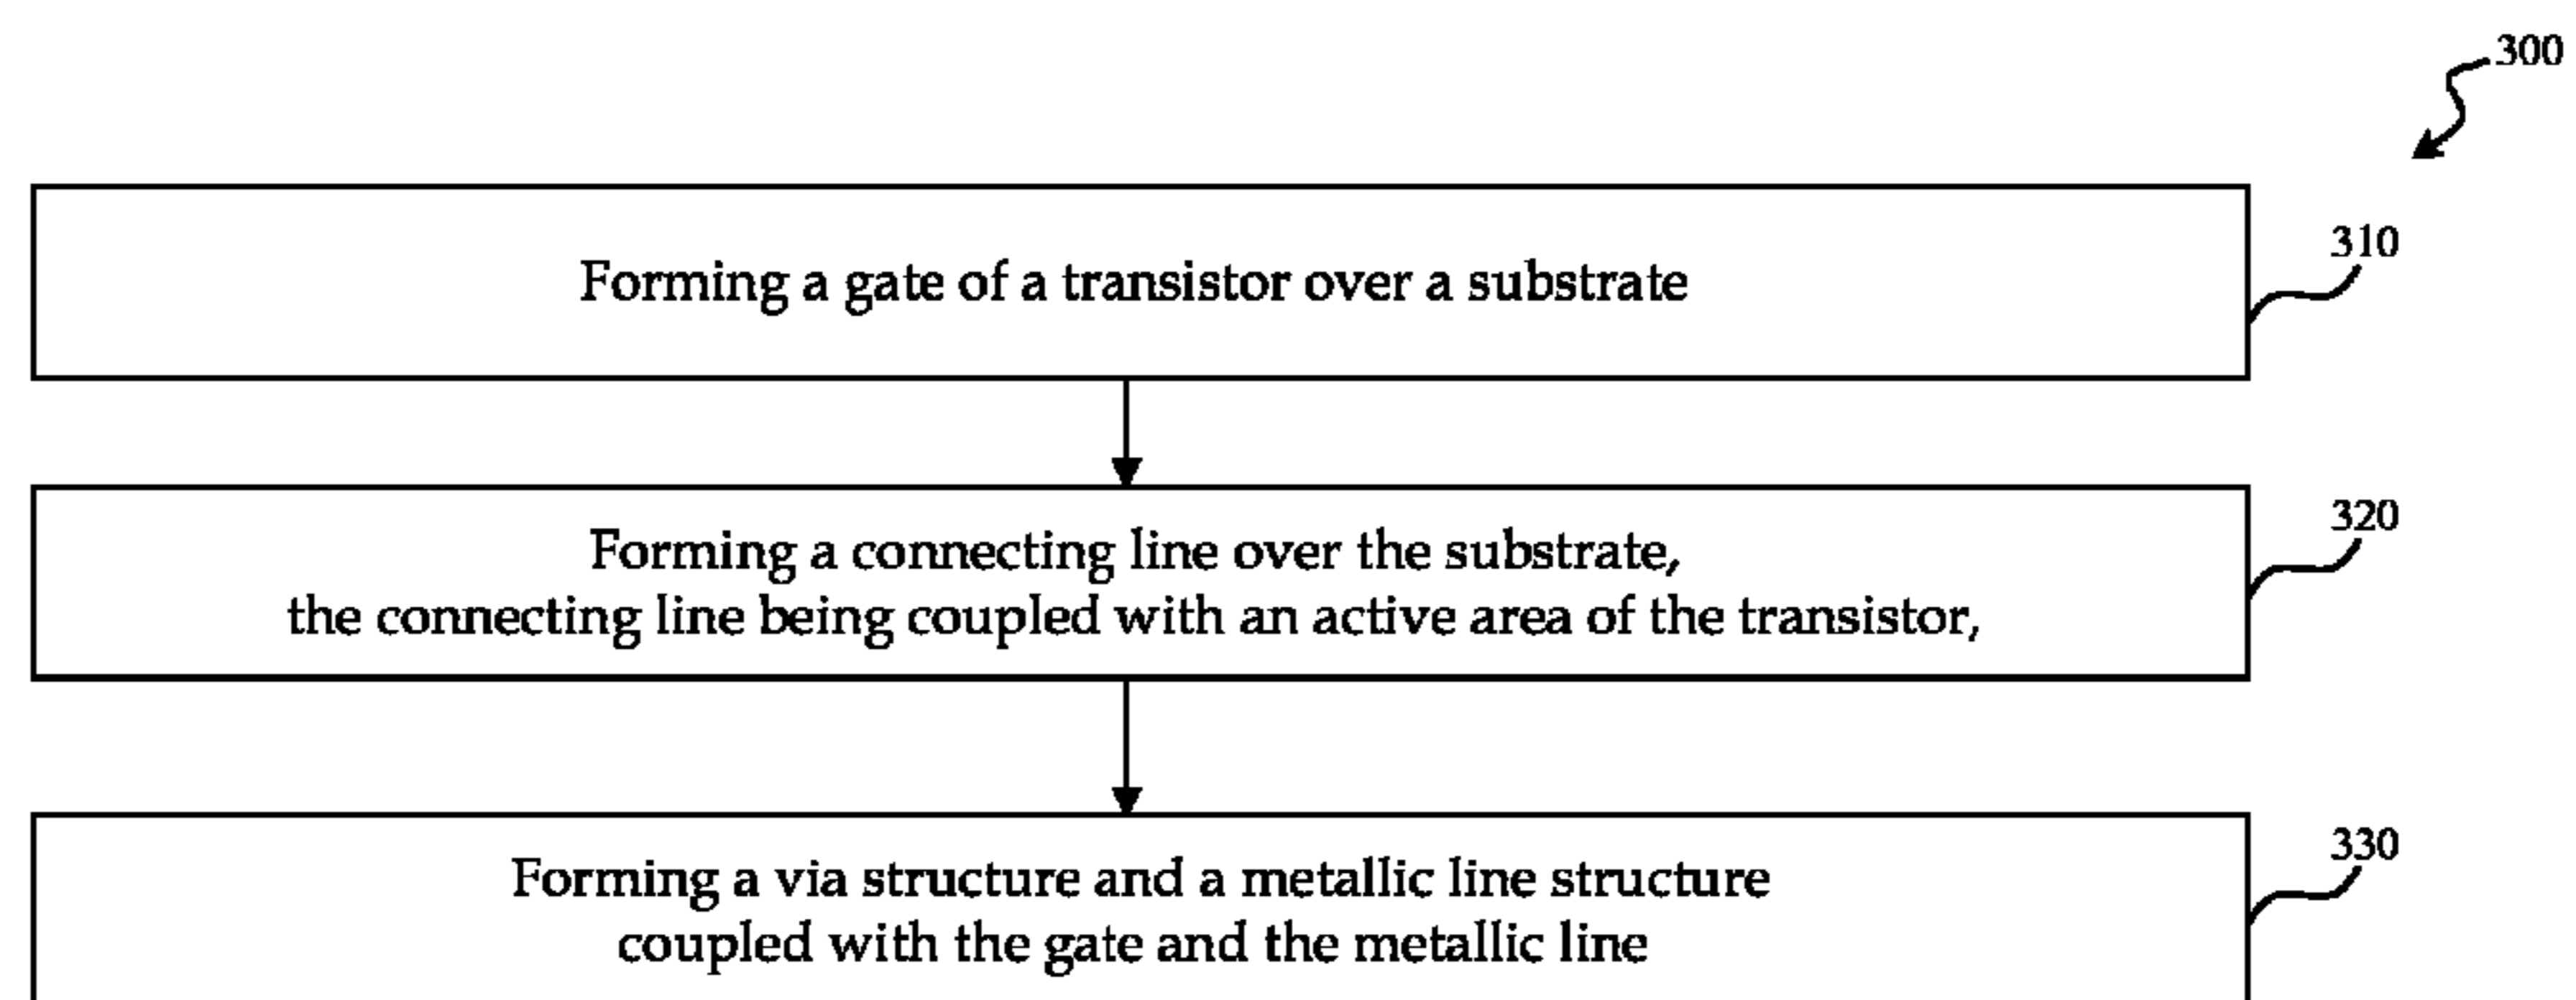 300
310
Forming a gate of a transistor over a substrate
320
Forming a connecting line over the substrate,
the connecting line being coupled with an active area of the transistor,
330
Forming a via structure and a metallic line structure
coupled with the gate and the metallic line